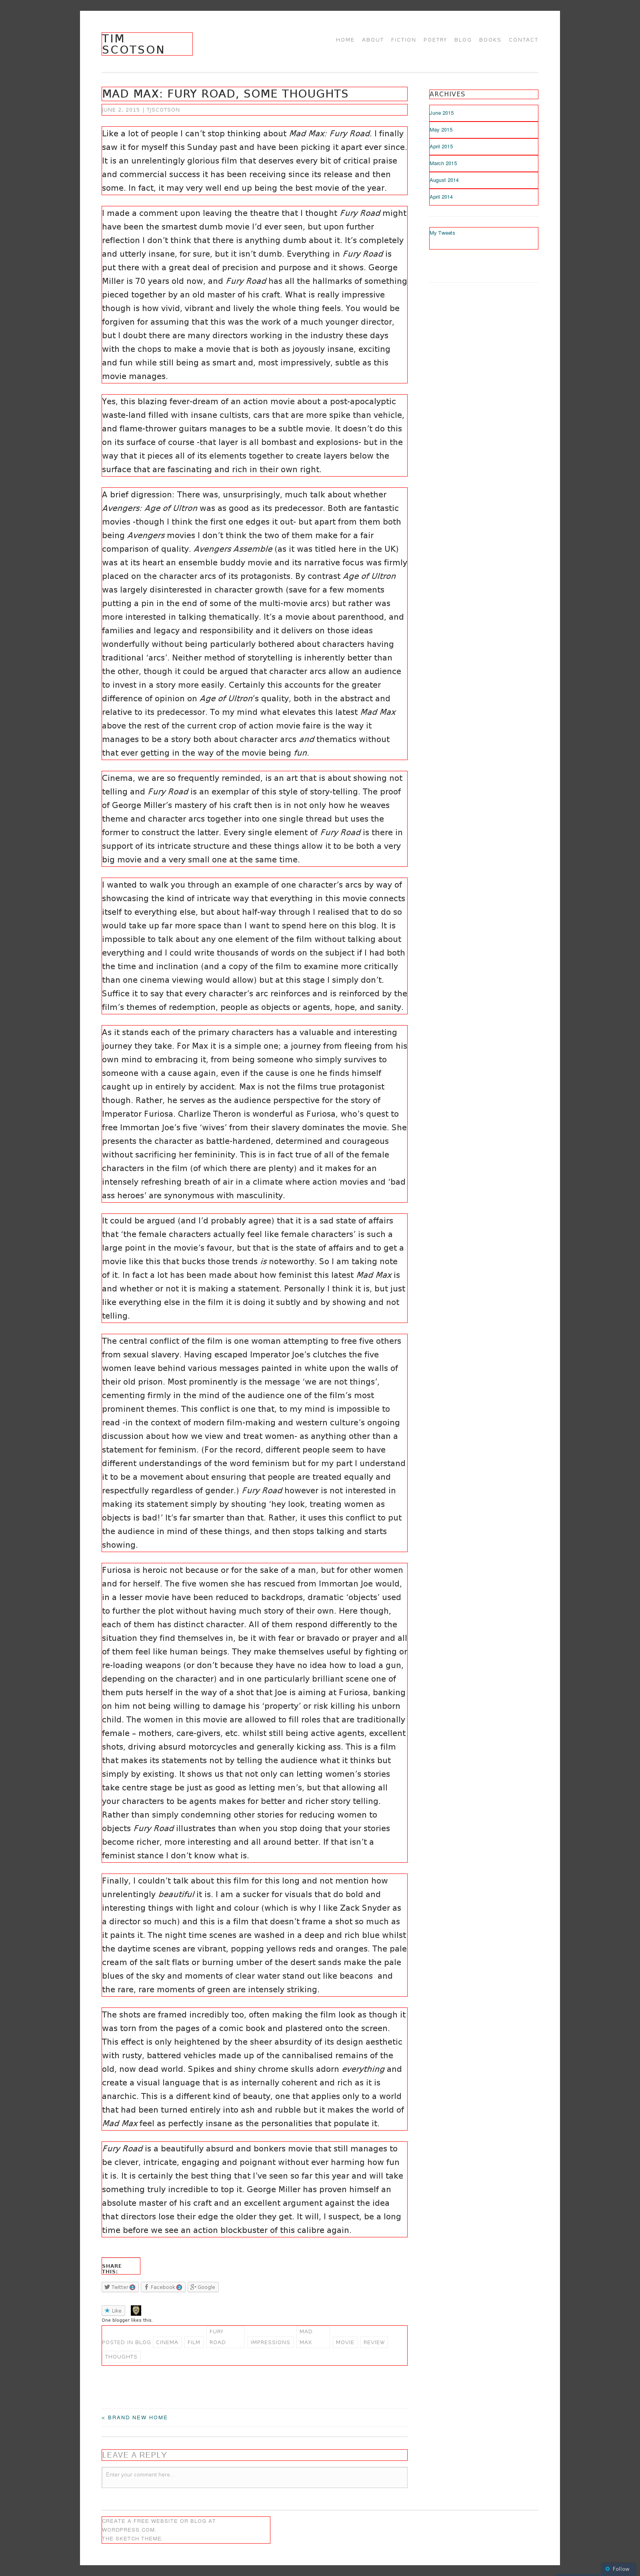 TIM
SCOTSON
HOME ABOUT FICTION POETRY BLOG BOOKS CONTACT
MAD MAX: FURY ROAD, SOME THOUGHTS
JUNE 2, 2015 | TJSCOTSON
Like a lot of people I can’t stop thinking about Mad Max: Fury Road. I finally
saw it for myself this Sunday past and have been picking it apart ever since.
It is an unrelentingly glorious film that deserves every bit of critical praise
and commercial success it has been receiving since its release and then
some. In fact, it may very well end up being the best movie of the year.
I made a comment upon leaving the theatre that I thought Fury Road might
have been the smartest dumb movie I’d ever seen, but upon further
reflection I don’t think that there is anything dumb about it. It’s completely
and utterly insane, for sure, but it isn’t dumb. Everything in Fury Road is
put there with a great deal of precision and purpose and it shows. George
Miller is 70 years old now, and Fury Road has all the hallmarks of something
pieced together by an old master of his craft. What is really impressive
though is how vivid, vibrant and lively the whole thing feels. You would be
forgiven for assuming that this was the work of a much younger director,
but I doubt there are many directors working in the industry these days
with the chops to make a movie that is both as joyously insane, exciting
and fun while still being as smart and, most impressively, subtle as this
movie manages.
Yes, this blazing fever-dream of an action movie about a post-apocalyptic
waste-land filled with insane cultists, cars that are more spike than vehicle,
and flame-thrower guitars manages to be a subtle movie. It doesn’t do this
on its surface of course -that layer is all bombast and explosions- but in the
way that it pieces all of its elements together to create layers below the
surface that are fascinating and rich in their own right.
A brief digression: There was, unsurprisingly, much talk about whether
Avengers: Age of Ultron was as good as its predecessor. Both are fantastic
movies -though I think the first one edges it out- but apart from them both
being Avengers movies I don’t think the two of them make for a fair
comparison of quality. Avengers Assemble (as it was titled here in the UK)
was at its heart an ensemble buddy movie and its narrative focus was firmly
placed on the character arcs of its protagonists. By contrast Age of Ultron
was largely disinterested in character growth (save for a few moments
putting a pin in the end of some of the multi-movie arcs) but rather was
more interested in talking thematically. It’s a movie about parenthood, and
families and legacy and responsibility and it delivers on those ideas
wonderfully without being particularly bothered about characters having
traditional ‘arcs’. Neither method of storytelling is inherently better than
the other, though it could be argued that character arcs allow an audience
to invest in a story more easily. Certainly this accounts for the greater
difference of opinion on Age of Ultron’s quality, both in the abstract and
relative to its predecessor. To my mind what elevates this latest Mad Max
above the rest of the current crop of action movie faire is the way it
manages to be a story both about character arcs and thematics without
that ever getting in the way of the movie being fun.
Cinema, we are so frequently reminded, is an art that is about showing not
telling and Fury Road is an exemplar of this style of story-telling. The proof
of George Miller’s mastery of his craft then is in not only how he weaves
theme and character arcs together into one single thread but uses the
former to construct the latter. Every single element of Fury Road is there in
support of its intricate structure and these things allow it to be both a very
big movie and a very small one at the same time.
I wanted to walk you through an example of one character’s arcs by way of
showcasing the kind of intricate way that everything in this movie connects
itself to everything else, but about half-way through I realised that to do so
would take up far more space than I want to spend here on this blog. It is
impossible to talk about any one element of the film without talking about
everything and I could write thousands of words on the subject if I had both
the time and inclination (and a copy of the film to examine more critically
than one cinema viewing would allow) but at this stage I simply don’t.
Suffice it to say that every character’s arc reinforces and is reinforced by the
film’s themes of redemption, people as objects or agents, hope, and sanity.
As it stands each of the primary characters has a valuable and interesting
journey they take. For Max it is a simple one; a journey from fleeing from his
own mind to embracing it, from being someone who simply survives to
someone with a cause again, even if the cause is one he finds himself
caught up in entirely by accident. Max is not the films true protagonist
though. Rather, he serves as the audience perspective for the story of
Imperator Furiosa. Charlize Theron is wonderful as Furiosa, who’s quest to
free Immortan Joe’s five ‘wives’ from their slavery dominates the movie. She
presents the character as battle-hardened, determined and courageous
without sacrificing her femininity. This is in fact true of all of the female
characters in the film (of which there are plenty) and it makes for an
intensely refreshing breath of air in a climate where action movies and ‘bad
ass heroes’ are synonymous with masculinity.
It could be argued (and I’d probably agree) that it is a sad state of affairs
that ‘the female characters actually feel like female characters’ is such a
large point in the movie’s favour, but that is the state of affairs and to get a
movie like this that bucks those trends is noteworthy. So I am taking note
of it. In fact a lot has been made about how feminist this latest Mad Max is
and whether or not it is making a statement. Personally I think it is, but just
like everything else in the film it is doing it subtly and by showing and not
telling.
The central conflict of the film is one woman attempting to free five others
from sexual slavery. Having escaped Imperator Joe’s clutches the five
women leave behind various messages painted in white upon the walls of
their old prison. Most prominently is the message ‘we are not things’,
cementing firmly in the mind of the audience one of the film’s most
prominent themes. This conflict is one that, to my mind is impossible to
read -in the context of modern film-making and western culture’s ongoing
discussion about how we view and treat women- as anything other than a
statement for feminism. (For the record, different people seem to have
different understandings of the word feminism but for my part I understand
it to be a movement about ensuring that people are treated equally and
respectfully regardless of gender.) Fury Road however is not interested in
making its statement simply by shouting ‘hey look, treating women as
objects is bad!’ It’s far smarter than that. Rather, it uses this conflict to put
the audience in mind of these things, and then stops talking and starts
showing.
Furiosa is heroic not because or for the sake of a man, but for other women
and for herself. The five women she has rescued from Immortan Joe would,
in a lesser movie have been reduced to backdrops, dramatic ‘objects’ used
to further the plot without having much story of their own. Here though,
each of them has distinct character. All of them respond differently to the
situation they find themselves in, be it with fear or bravado or prayer and all
of them feel like human beings. They make themselves useful by fighting or
re-loading weapons (or don’t because they have no idea how to load a gun,
depending on the character) and in one particularly brilliant scene one of
them puts herself in the way of a shot that Joe is aiming at Furiosa, banking
on him not being willing to damage his ‘property’ or risk killing his unborn
child. The women in this movie are allowed to fill roles that are traditionally
female – mothers, care-givers, etc. whilst still being active agents, excellent
shots, driving absurd motorcycles and generally kicking ass. This is a film
that makes its statements not by telling the audience what it thinks but
simply by existing. It shows us that not only can letting women’s stories
take centre stage be just as good as letting men’s, but that allowing all
your characters to be agents makes for better and richer story telling.
Rather than simply condemning other stories for reducing women to
objects Fury Road illustrates than when you stop doing that your stories
become richer, more interesting and all around better. If that isn’t a
feminist stance I don’t know what is.
Finally, I couldn’t talk about this film for this long and not mention how
unrelentingly beautiful it is. I am a sucker for visuals that do bold and
interesting things with light and colour (which is why I like Zack Snyder as
a director so much) and this is a film that doesn’t frame a shot so much as
it paints it. The night time scenes are washed in a deep and rich blue whilst
the daytime scenes are vibrant, popping yellows reds and oranges. The pale
cream of the salt flats or burning umber of the desert sands make the pale
blues of the sky and moments of clear water stand out like beacons and
the rare, rare moments of green are intensely striking.
The shots are framed incredibly too, often making the film look as though it
was torn from the pages of a comic book and plastered onto the screen.
This effect is only heightened by the sheer absurdity of its design aesthetic
with rusty, battered vehicles made up of the cannibalised remains of the
old, now dead world. Spikes and shiny chrome skulls adorn everything and
create a visual language that is as internally coherent and rich as it is
anarchic. This is a different kind of beauty, one that applies only to a world
that had been turned entirely into ash and rubble but it makes the world of
Mad Max feel as perfectly insane as the personalities that populate it.
Fury Road is a beautifully absurd and bonkers movie that still manages to
be clever, intricate, engaging and poignant without ever harming how fun
it is. It is certainly the best thing that I’ve seen so far this year and will take
something truly incredible to top it. George Miller has proven himself an
absolute master of his craft and an excellent argument against the idea
that directors lose their edge the older they get. It will, I suspect, be a long
time before we see an action blockbuster of this calibre again.
SHARE
THIS:
Twitter 1 Facebook 2 Google
Like
One blogger likes this.
POSTED IN BLOG CINEMA FILM FURY ROAD IMPRESSIONS MAD MAX MOVIE REVIEW
THOUGHTS
« BRAND NEW HOME
LEAVE A REPLY
Enter your comment here...
ARCHIVES
June 2015
May 2015
April 2015
March 2015
August 2014
April 2014
My Tweets
CREATE A FREE WEBSITE OR BLOG AT
WORDPRESS.COM.
THE SKETCH THEME.
Follow